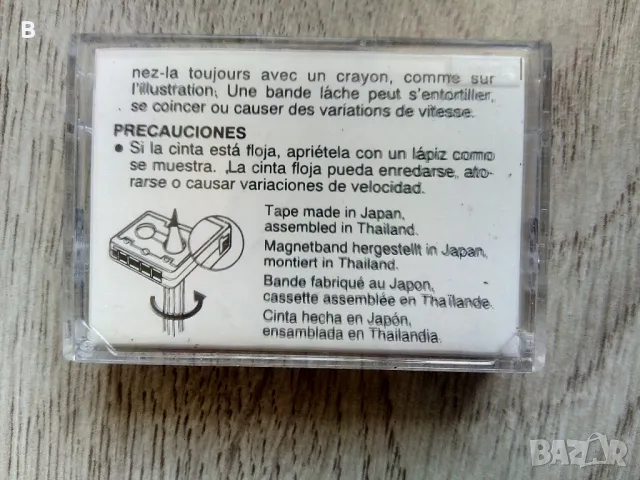 B
nez-la toujours avec un crayon, comme sur
l'illustration. Une bande lâche peut s'entortiller,
se coincer ou causer des variations de vitesse.
PRECAUCIONES
● Si la cinta está floja, apriétela con un lápiz como
se muestra. La cinta floja pueda enredarse, ato-
rarse o causar variaciones de velocidad.
Tape made in Japan,
assembled in Thailand.
Magnetband hergestellt in Japan,
montiert in Thailand.
Bande fabriqué au Japon,
cassette assemblée en Thaïlande.
Cinta hecha en Japón,
ensamblada en Thailandia.
BAZAR
bg